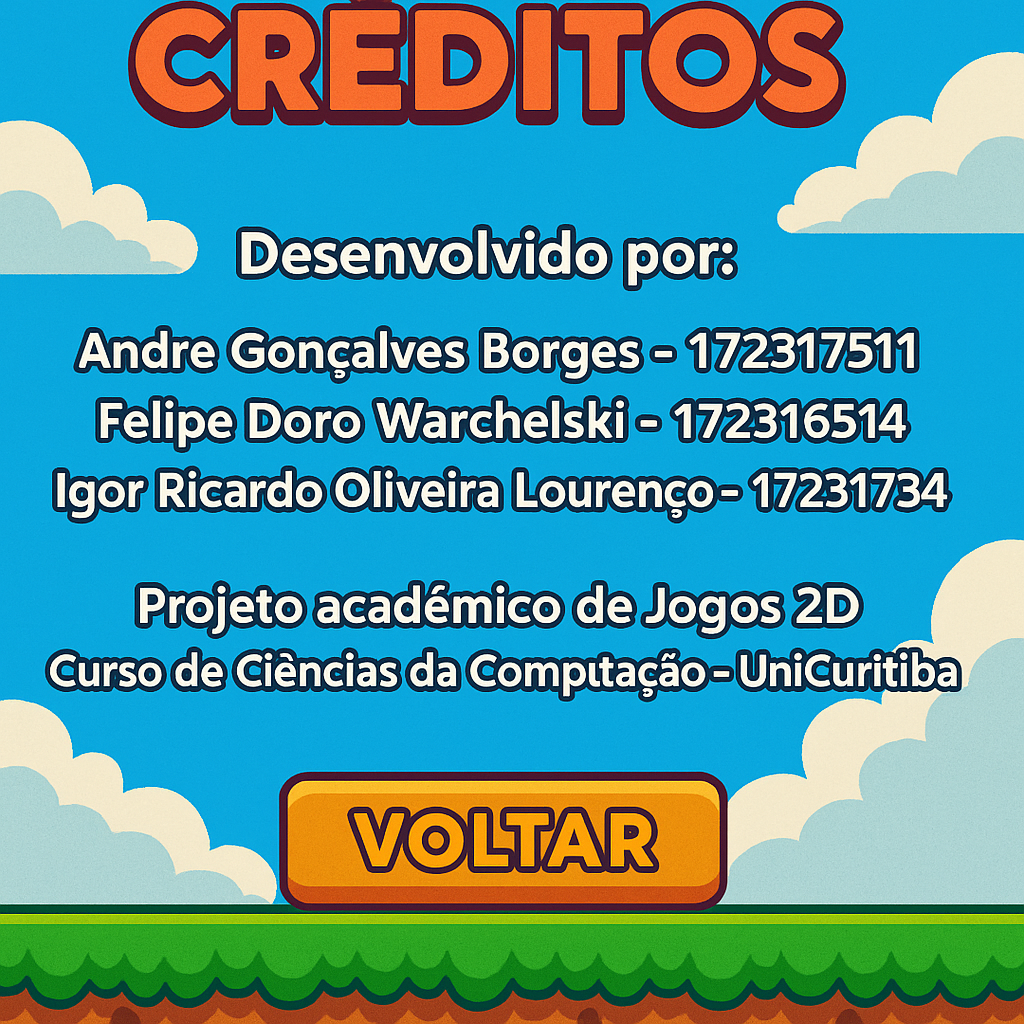 CRÉDITOS
Desenvolvido por:
Andre Gonçalves Borges - 172317511
Felipe Doro Warchelski - 172316514
Igor Ricardo Oliveira Lourenço - 17231734
Projeto académico de Jogos 2D
Curso de Ciências da Compıtação - UniCuritiba
VOLTAR